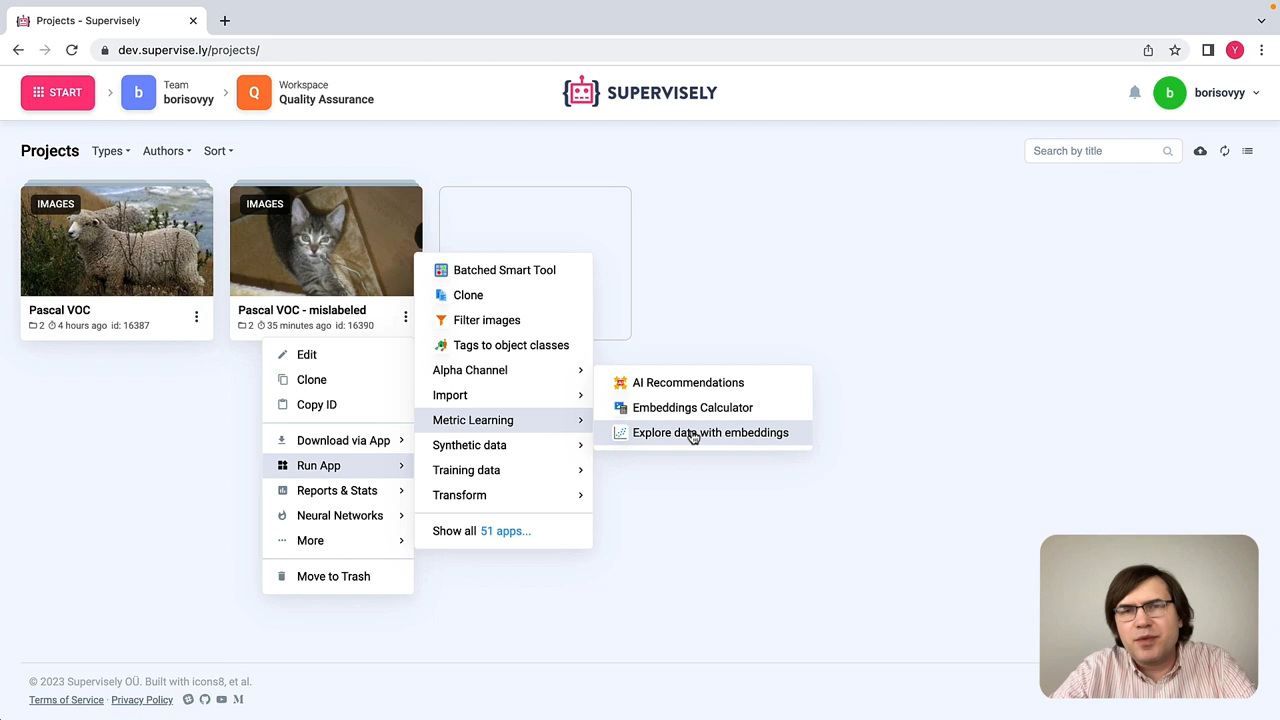 Projects - Supervisely
dev.supervise.ly/projects/
Y
START
b
Team
borisovyy
Q
Workspace
Quality Assurance
SUPERVISELY
b
borisovyy
Projects
Types
Authors
Sort
Search by title
IMAGES
Pascal VOC
2 4 hours ago id: 16387
IMAGES
Pascal VOC - mislabeled
2 35 minutes ago id: 16390
Edit
Clone
Copy ID
Download via App
Run App
Reports & Stats
Neural Networks
More
Move to Trash
Batched Smart Tool
Clone
Filter images
Tags to object classes
Alpha Channel
Import
Metric Learning
Synthetic data
Training data
Transform
Show all 51 apps...
AI Recommendations
Embeddings Calculator
Explore data with embeddings
© 2023 Supervisely OÜ. Built with icons8, et al.
Terms of Service · Privacy Policy